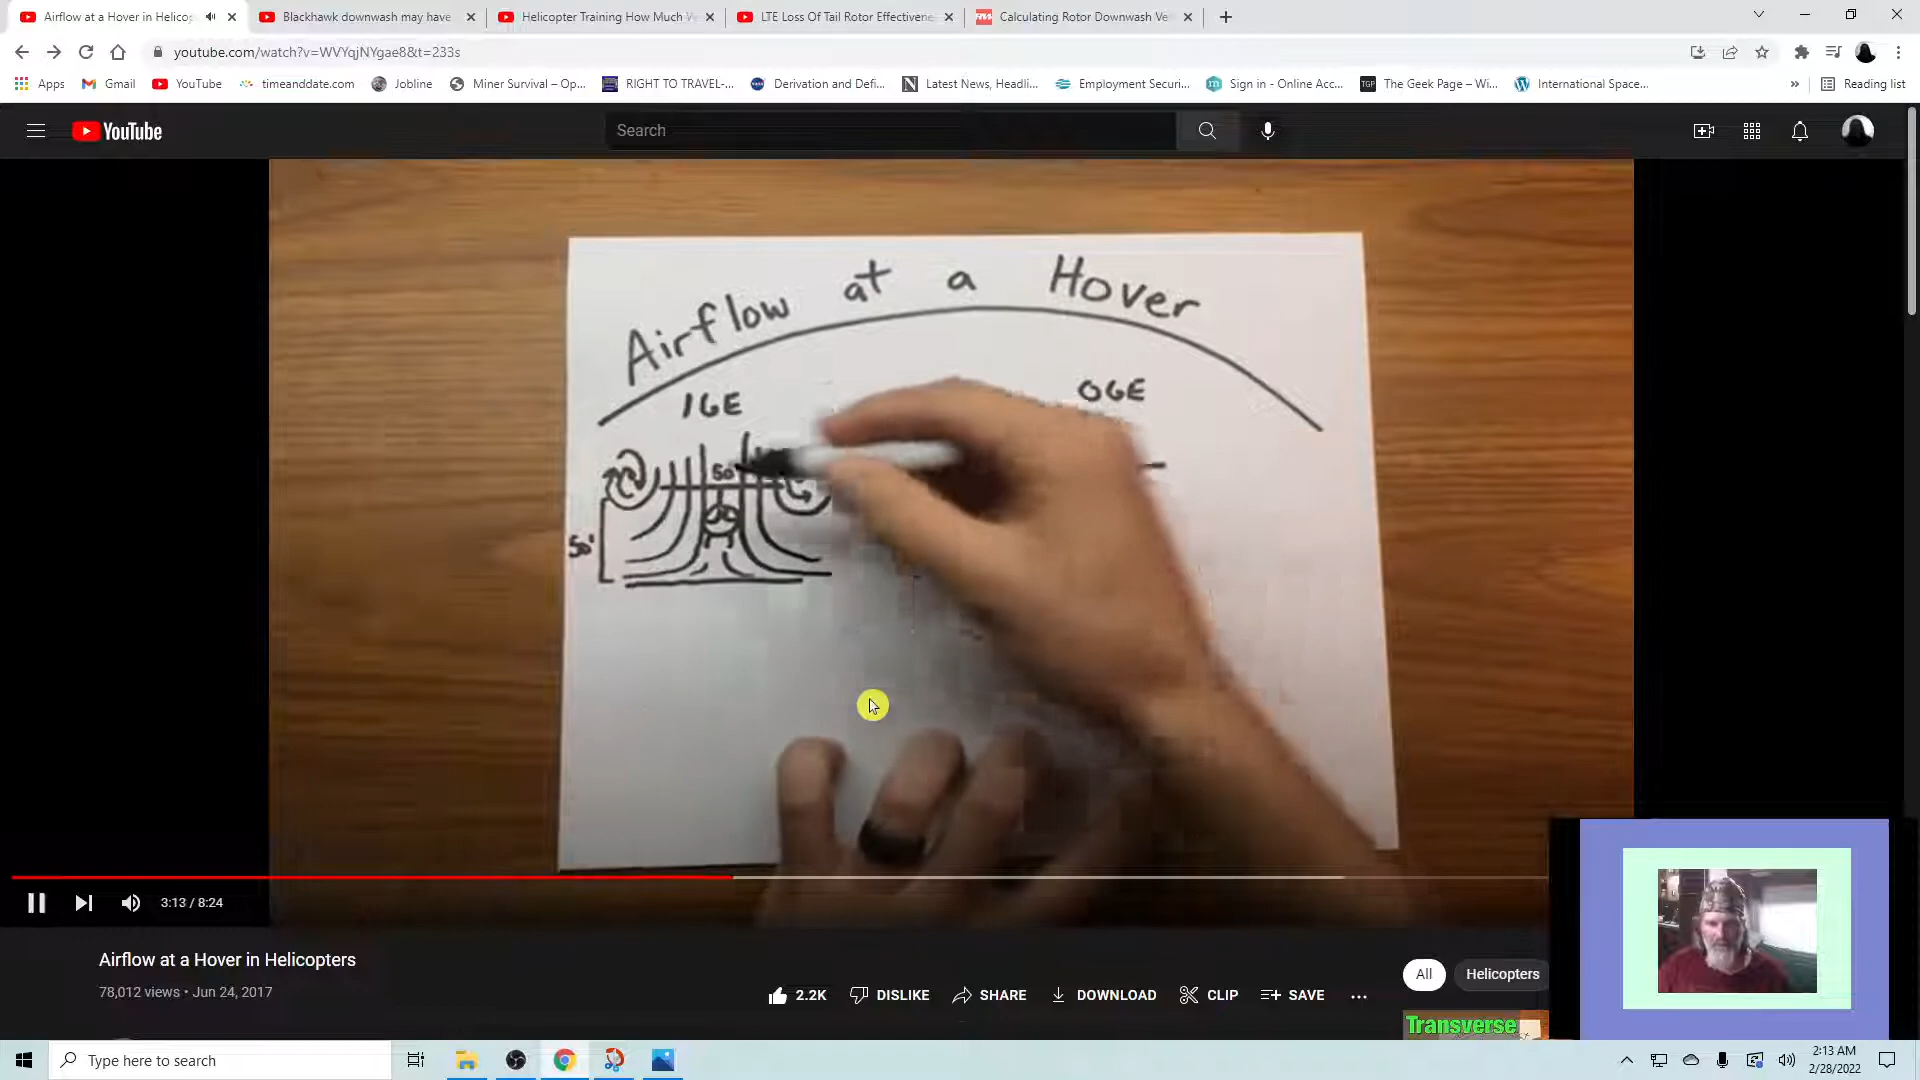 Airflow at a Hover in Helicop
Blackhawk downwash may have
Helicopter Training How Much V
LTE Loss Of Tail Rotor Effectivene
Calculating Rotor Downwash Ve
youtube.com/watch?v=WVYqjNYgae8&t=233s
Apps
Gmail
YouTube
timeanddate.com
Jobline
Miner Survival – Op...
RIGHT TO TRAVEL-...
Derivation and Defi...
Latest News, Headli...
Employment Securi...
Sign in - Online Acc...
TGP
The Geek Page – Wi...
International Space...
»
Reading list
YouTube
Search
Airflow at a Hover
IGE
OGE
50'
50'
3:13 / 8:24
Airflow at a Hover in Helicopters
78,012 views • Jun 24, 2017
2.2K
DISLIKE
SHARE
DOWNLOAD
CLIP
SAVE
...
All
Helicopters
Transverse
Type here to search
2:13 AM
2/28/2022